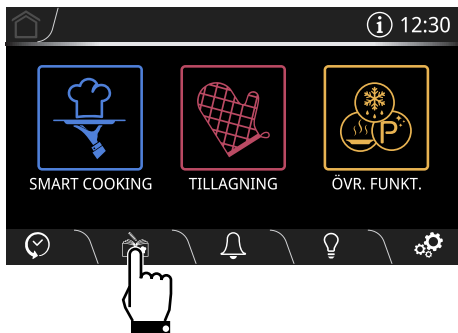 12:30
SMART COOKING
TILLAGNING
ÖVR. FUNKT.
P